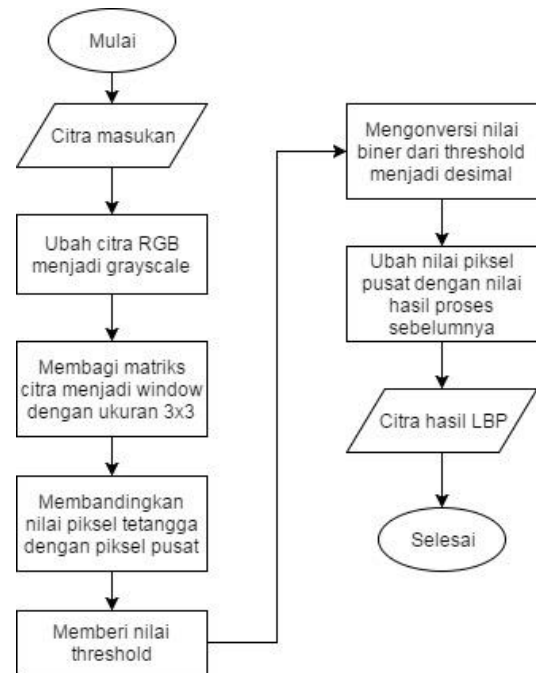 Mulai
Citra masukan
Ubah citra RGB
menjadi grayscale
Membagi matriks
citra menjadi window
dengan ukuran 3x3
Membandingkan
nilai piksel tetangga
dengan piksel pusat
Memberi nilai
threshold
Mengonversi nilai
biner dari threshold
menjadi desimal
Ubah nilai piksel
pusat dengan nilai
hasil proses
sebelumnya
Citra hasil LBP
Selesai